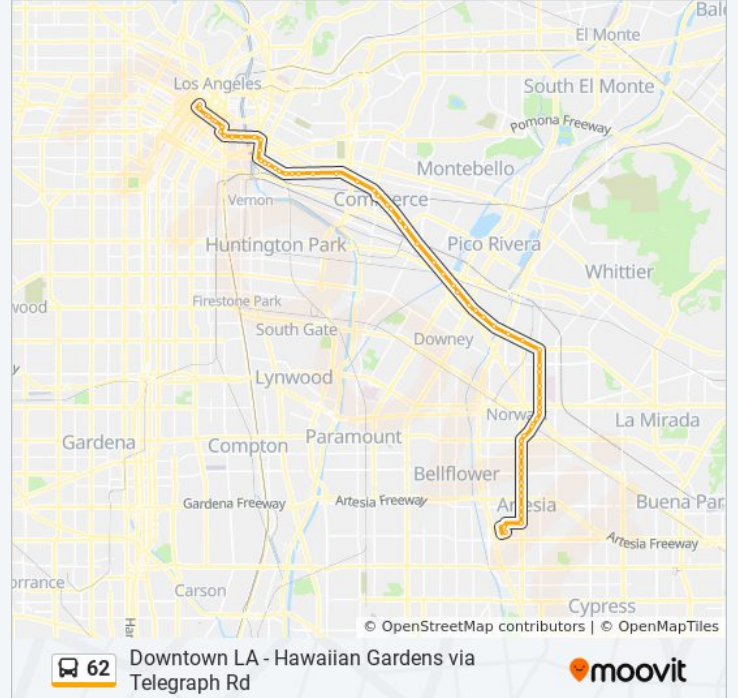 Bal
El Monte
Los Angeles
South El Monte
Pomona Freeway
Montebello
Vernon
Commerce
Huntington Park
Pico Rivera
Whittier
wood
Firestone Park
South Gate
Downey
y
Lynwood
Norwa
La Mirada
Gardena
Compton
Paramount
Bellflower
Gardena Freeway
Artesia Freeway
Artesia
Buena Par
Artesia Freeway
orrance
Carson
Cypress
Har
© OpenStreetMap contributors | © OpenMapTiles
62
Downtown LA - Hawaiian Gardens via
Telegraph Rd
moovit